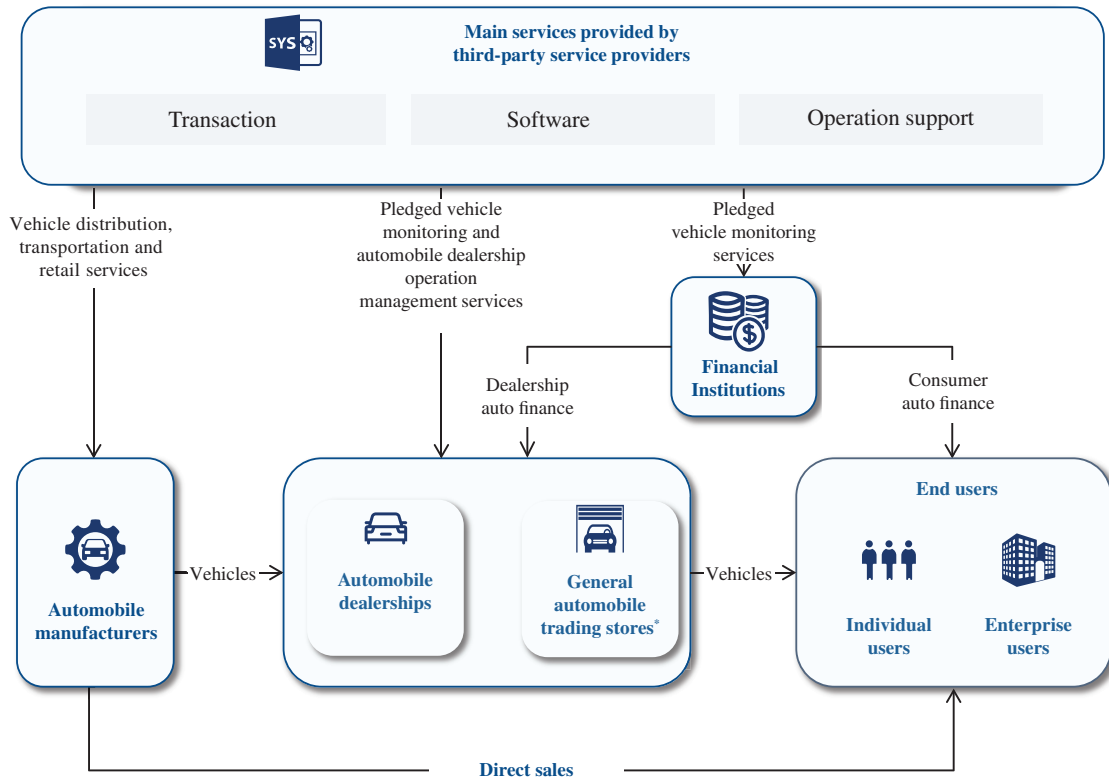 SYS
Main services provided by
third-party service providers
Transaction
Software
Operation support
Vehicle distribution,
transportation and
retail services
Pledged vehicle
monitoring and
automobile dealership
operation
management services
Pledged
vehicle monitoring
services
$
Financial
Institutions
Dealership
auto finance
Consumer
auto finance
Automobile
manufacturers
Vehicles
Automobile
dealerships
General
automobile
trading stores*
Vehicles
End users
Individual
users
Enterprise
users
Direct sales